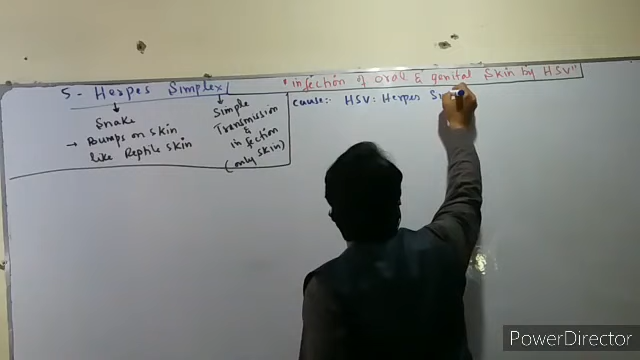 5 - Herpes Simplex
"infection of oral & genital Skin by HSV"
Snake
→ Bumps on skin
like Reptile skin
Simple
Transmission
&
infection
(only skin)
cause:- HSV: Herpes
PowerDirector